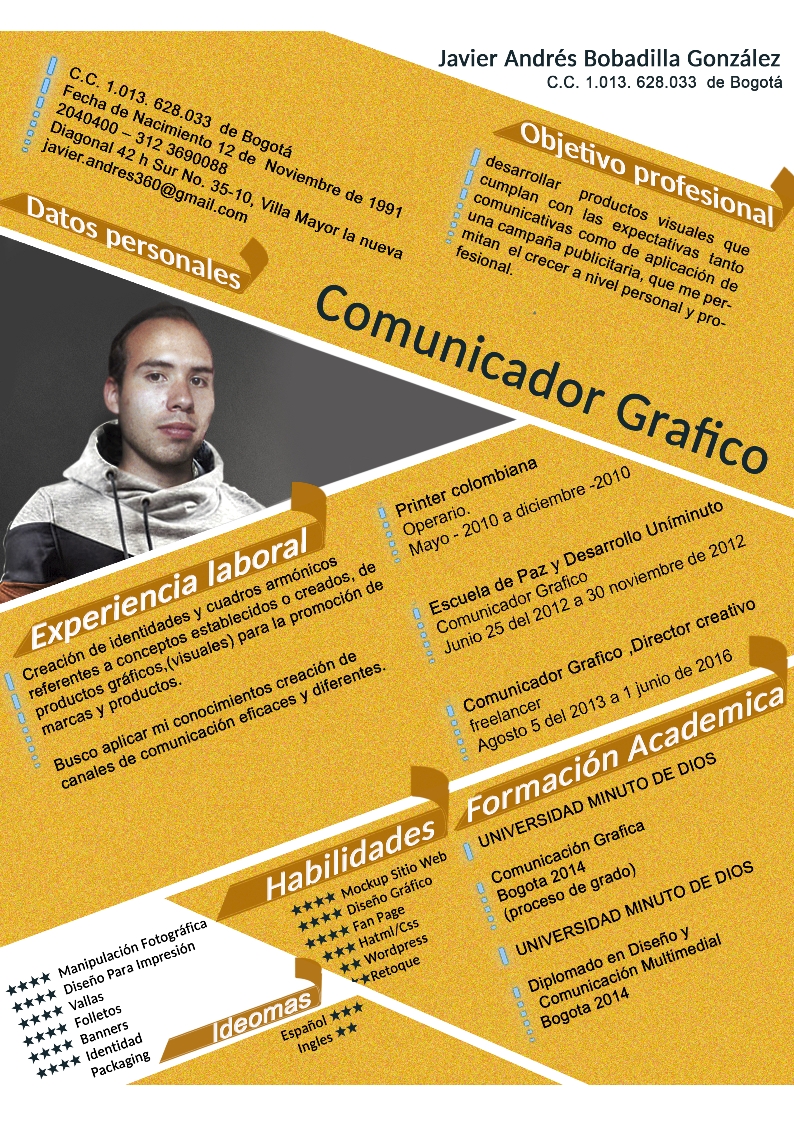 Javier Andrés Bobadilla González
C.C. 1.013. 628.033 de Bogotá
C.C. 1.013. 628.033 de Bogotá
Fecha de Nacimiento 12 de Noviembre de 1991
2040400 – 312 3690088
Diagonal 42 h Sur No. 35-10, Villa Mayor la nueva
javier.andres360@gmail.com
Datos personales
Objetivo profesional
desarrollar productos visuales que
cumplan con las expectativas tanto
comunicativas como de aplicación de
una campaña publicitaria, que me per-
mitan el crecer a nivel personal y pro-
fesional.
Comunicador Grafico
Experiencia laboral
Creación de identidades y cuadros armónicos
referentes a conceptos establecidos o creados, de
productos gráficos,(visuales) para la promoción de
marcas y productos.
Busco aplicar mi conocimientos creación de
canales de comunicación eficaces y diferentes.
Printer colombiana
Operario.
Mayo - 2010 a diciembre -2010
Escuela de Paz y Desarrollo Uniminuto
Comunicador Grafico
Junio 25 del 2012 a 30 noviembre de 2012
Comunicador Grafico ,Director creativo
freelancer
Agosto 5 del 2013 a 1 junio de 2016
Formación Academica
UNIVERSIDAD MINUTO DE DIOS
Comunicación Grafica
Bogota 2014
(proceso de grado)
UNIVERSIDAD MINUTO DE DIOS
Diplomado en Diseño y
Comunicación Multimedial
Bogota 2014
Habilidades
★★★★ Mockup Sitio Web
★★★★ Diseño Gráfico
★★★★ Fan Page
★★★ Hatml/Css
★★ Wordpress
★★Retoque
★★★★ Manipulación Fotográfica
★★★★ Diseño Para Impresión
★★★★ Vallas
★★★★ Folletos
★★★★ Banners
★★★★ Identidad
Packaging
Ideomas
Español ★★★
Ingles ★★